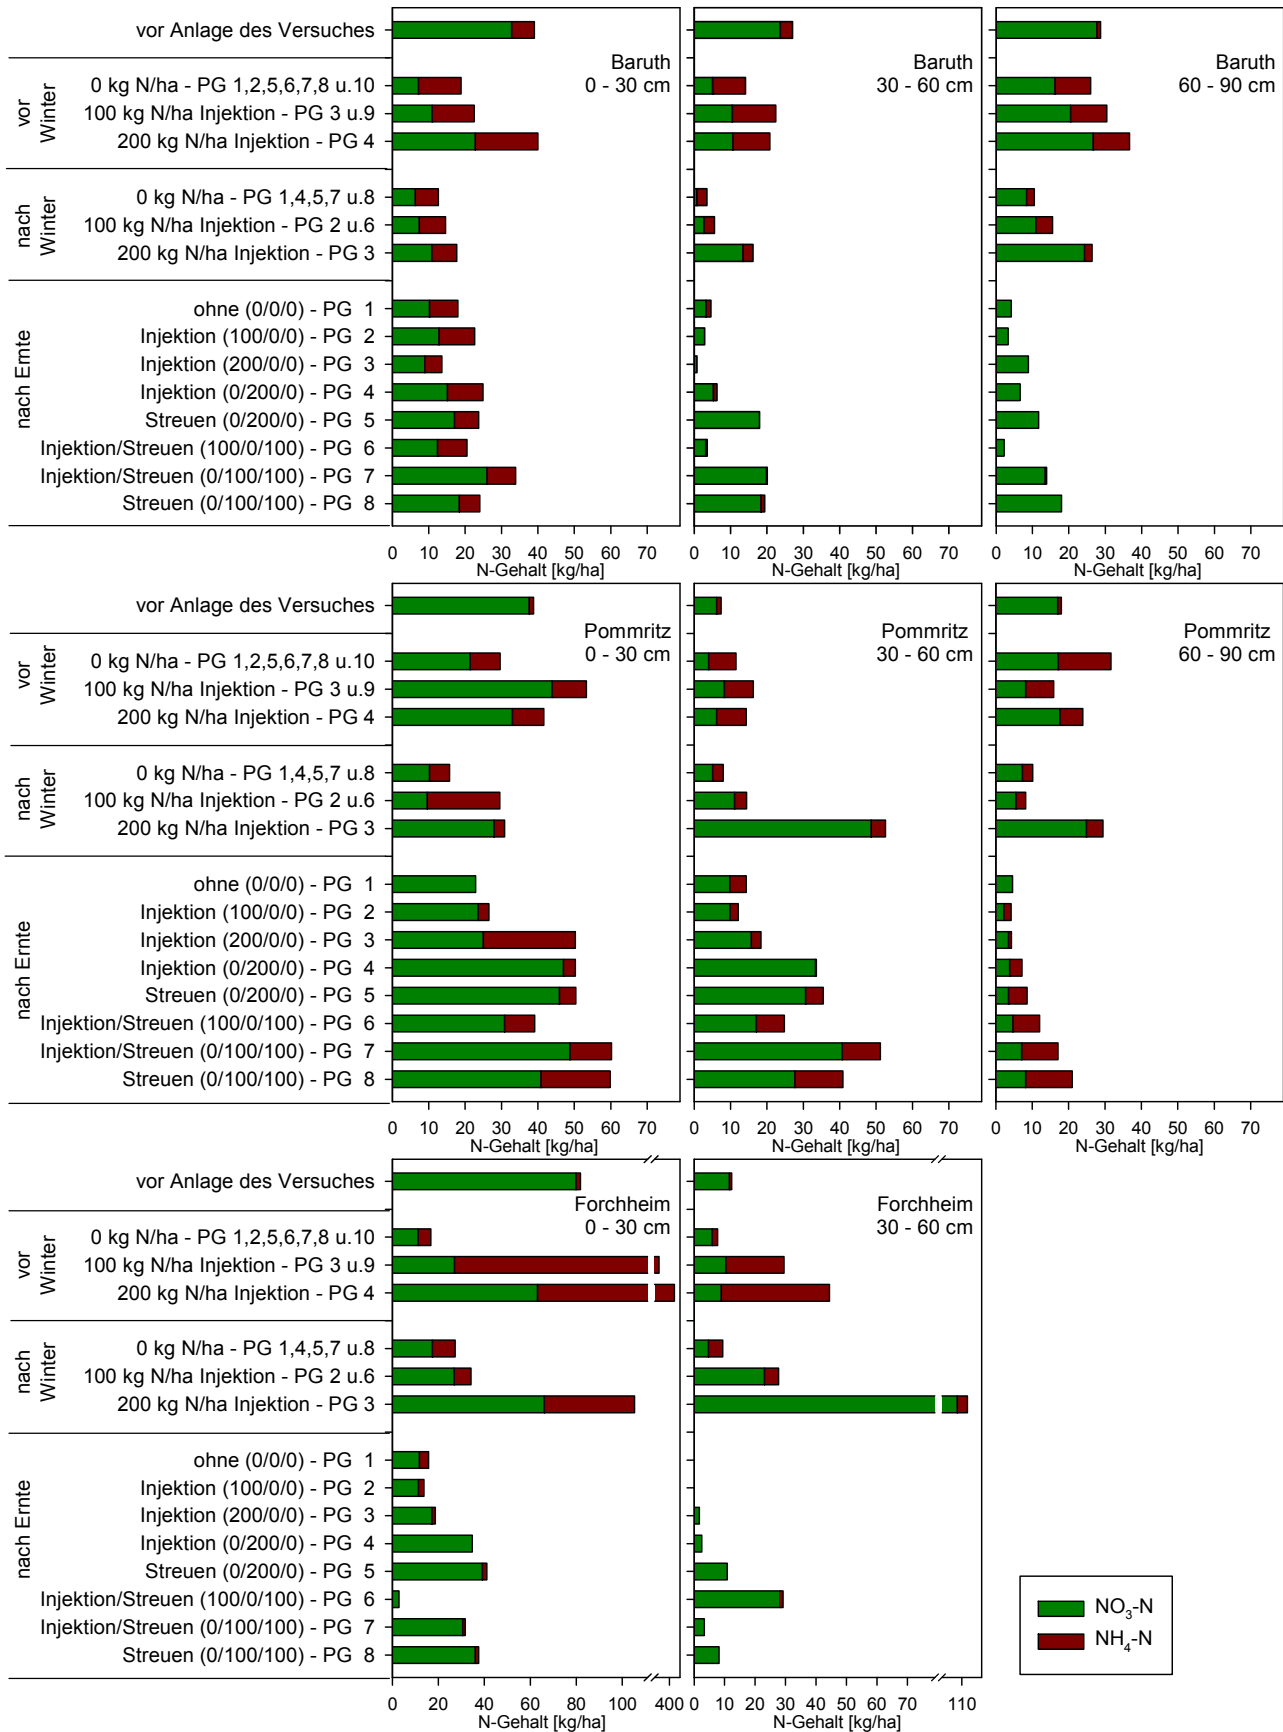 vor Anlage des Versuches
vor Winter
0 kg N/ha - PG 1,2,5,6,7,8 u.10
100 kg N/ha Injektion - PG 3 u.9
200 kg N/ha Injektion - PG 4
nach Winter
0 kg N/ha - PG 1,4,5,7 u.8
100 kg N/ha Injektion - PG 2 u.6
200 kg N/ha Injektion - PG 3
nach Ernte
ohne (0/0/0) - PG 1
Injektion (100/0/0) - PG 2
Injektion (200/0/0) - PG 3
Injektion (0/200/0) - PG 4
Streuen (0/200/0) - PG 5
Injektion/Streuen (100/0/100) - PG 6
Injektion/Streuen (0/100/100) - PG 7
Streuen (0/100/100) - PG 8
Baruth
0 - 30 cm
Baruth
30 - 60 cm
Baruth
60 - 90 cm
0 10 20 30 40 50 60 70
N-Gehalt [kg/ha]
0 10 20 30 40 50 60 70
N-Gehalt [kg/ha]
0 10 20 30 40 50 60 70
N-Gehalt [kg/ha]
vor Anlage des Versuches
vor Winter
0 kg N/ha - PG 1,2,5,6,7,8 u.10
100 kg N/ha Injektion - PG 3 u.9
200 kg N/ha Injektion - PG 4
nach Winter
0 kg N/ha - PG 1,4,5,7 u.8
100 kg N/ha Injektion - PG 2 u.6
200 kg N/ha Injektion - PG 3
nach Ernte
ohne (0/0/0) - PG 1
Injektion (100/0/0) - PG 2
Injektion (200/0/0) - PG 3
Injektion (0/200/0) - PG 4
Streuen (0/200/0) - PG 5
Injektion/Streuen (100/0/100) - PG 6
Injektion/Streuen (0/100/100) - PG 7
Streuen (0/100/100) - PG 8
Pommritz
0 - 30 cm
Pommritz
30 - 60 cm
Pommritz
60 - 90 cm
0 10 20 30 40 50 60 70
N-Gehalt [kg/ha]
0 10 20 30 40 50 60 70
N-Gehalt [kg/ha]
0 10 20 30 40 50 60 70
N-Gehalt [kg/ha]
vor Anlage des Versuches
vor Winter
0 kg N/ha - PG 1,2,5,6,7,8 u.10
100 kg N/ha Injektion - PG 3 u.9
200 kg N/ha Injektion - PG 4
nach Winter
0 kg N/ha - PG 1,4,5,7 u.8
100 kg N/ha Injektion - PG 2 u.6
200 kg N/ha Injektion - PG 3
nach Ernte
ohne (0/0/0) - PG 1
Injektion (100/0/0) - PG 2
Injektion (200/0/0) - PG 3
Injektion (0/200/0) - PG 4
Streuen (0/200/0) - PG 5
Injektion/Streuen (100/0/100) - PG 6
Injektion/Streuen (0/100/100) - PG 7
Streuen (0/100/100) - PG 8
Forchheim
0 - 30 cm
Forchheim
30 - 60 cm
0 20 40 60 80 100 400
N-Gehalt [kg/ha]
0 10 20 30 40 50 60 70 110
N-Gehalt [kg/ha]
NO₃-N
NH₄-N